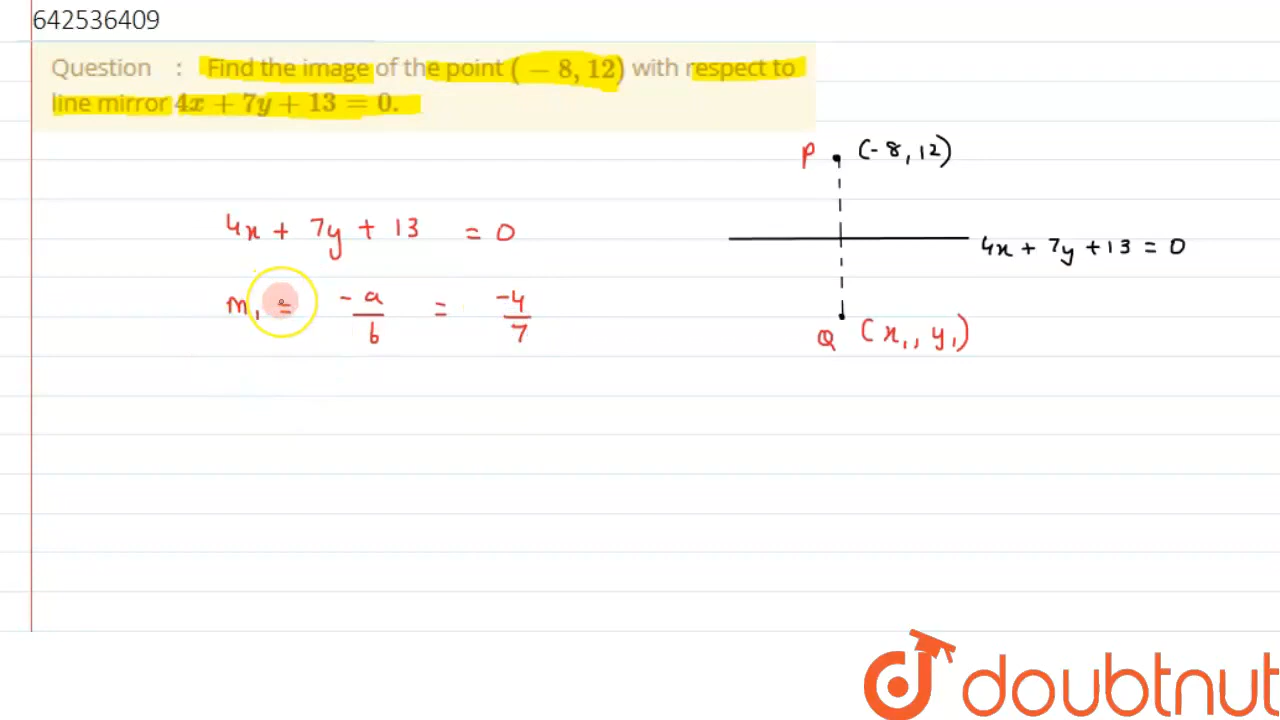 642536409
Question : Find the image of the point (−8, 12) with respect to
line mirror 4x + 7y + 13 = 0.
P (-8, 12)
4x + 7y + 13 = 0
4x + 7y + 13 = 0
m₁ = -a/b = -4/7
Q (x₁, y₁)
doubtnut